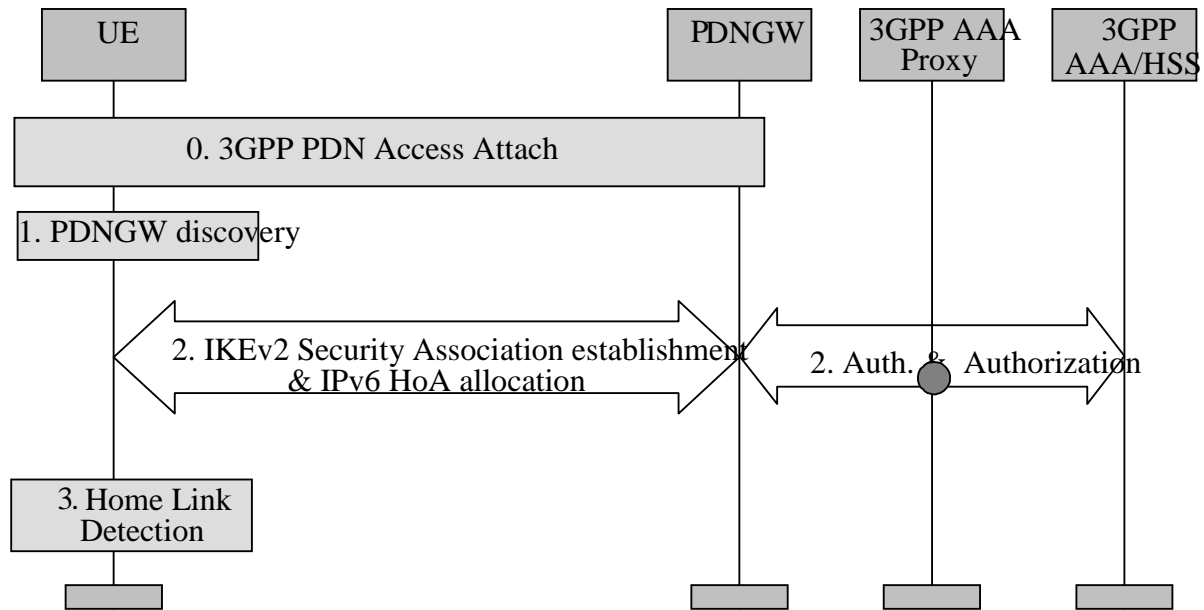 UE
PDNGW
3GPP AAA
Proxy
3GPP
AAA/HSS
0. 3GPP PDN Access Attach
1. PDNGW discovery
2. IKEv2 Security Association establishment
& IPv6 HoA allocation
2. Auth. & Authorization
3. Home Link
Detection